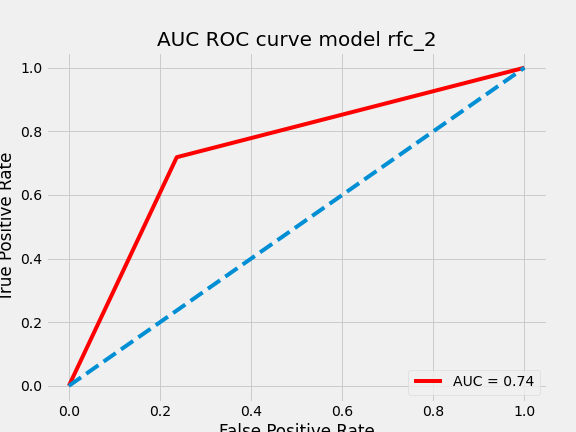 AUC ROC curve model rfc_2
1.0
0.8
0.6
0.4
0.2
0.0
True Positive Rate
0.0 0.2 0.4 0.6 0.8 1.0
False Positive Rate
AUC = 0.74